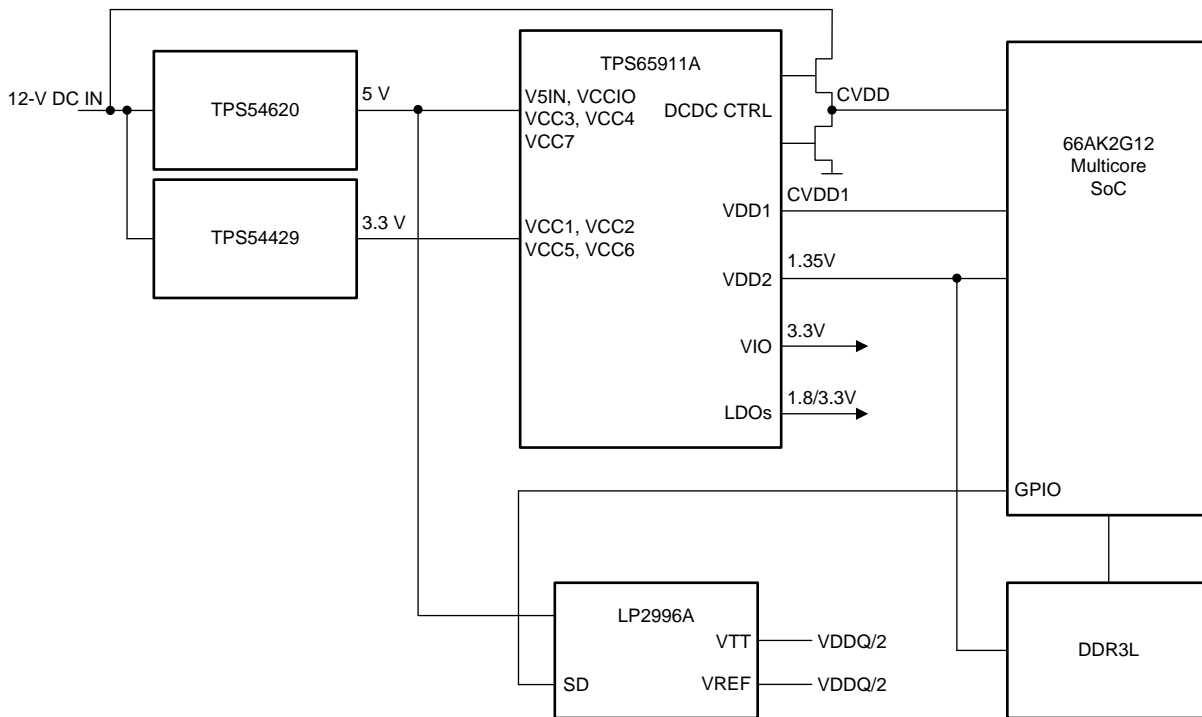 12-V DC IN
TPS54620
5 V
TPS54429
3.3 V
TPS65911A
V5IN, VCCIO
VCC3, VCC4
VCC7
VCC1, VCC2
VCC5, VCC6
DCDC CTRL
VDD1
VDD2
VIO
LDOs
CVDD
CVDD1
1.35V
3.3V
1.8/3.3V
66AK2G12
Multicore
SoC
GPIO
LP2996A
SD
VTT
VREF
VDDQ/2
VDDQ/2
DDR3L